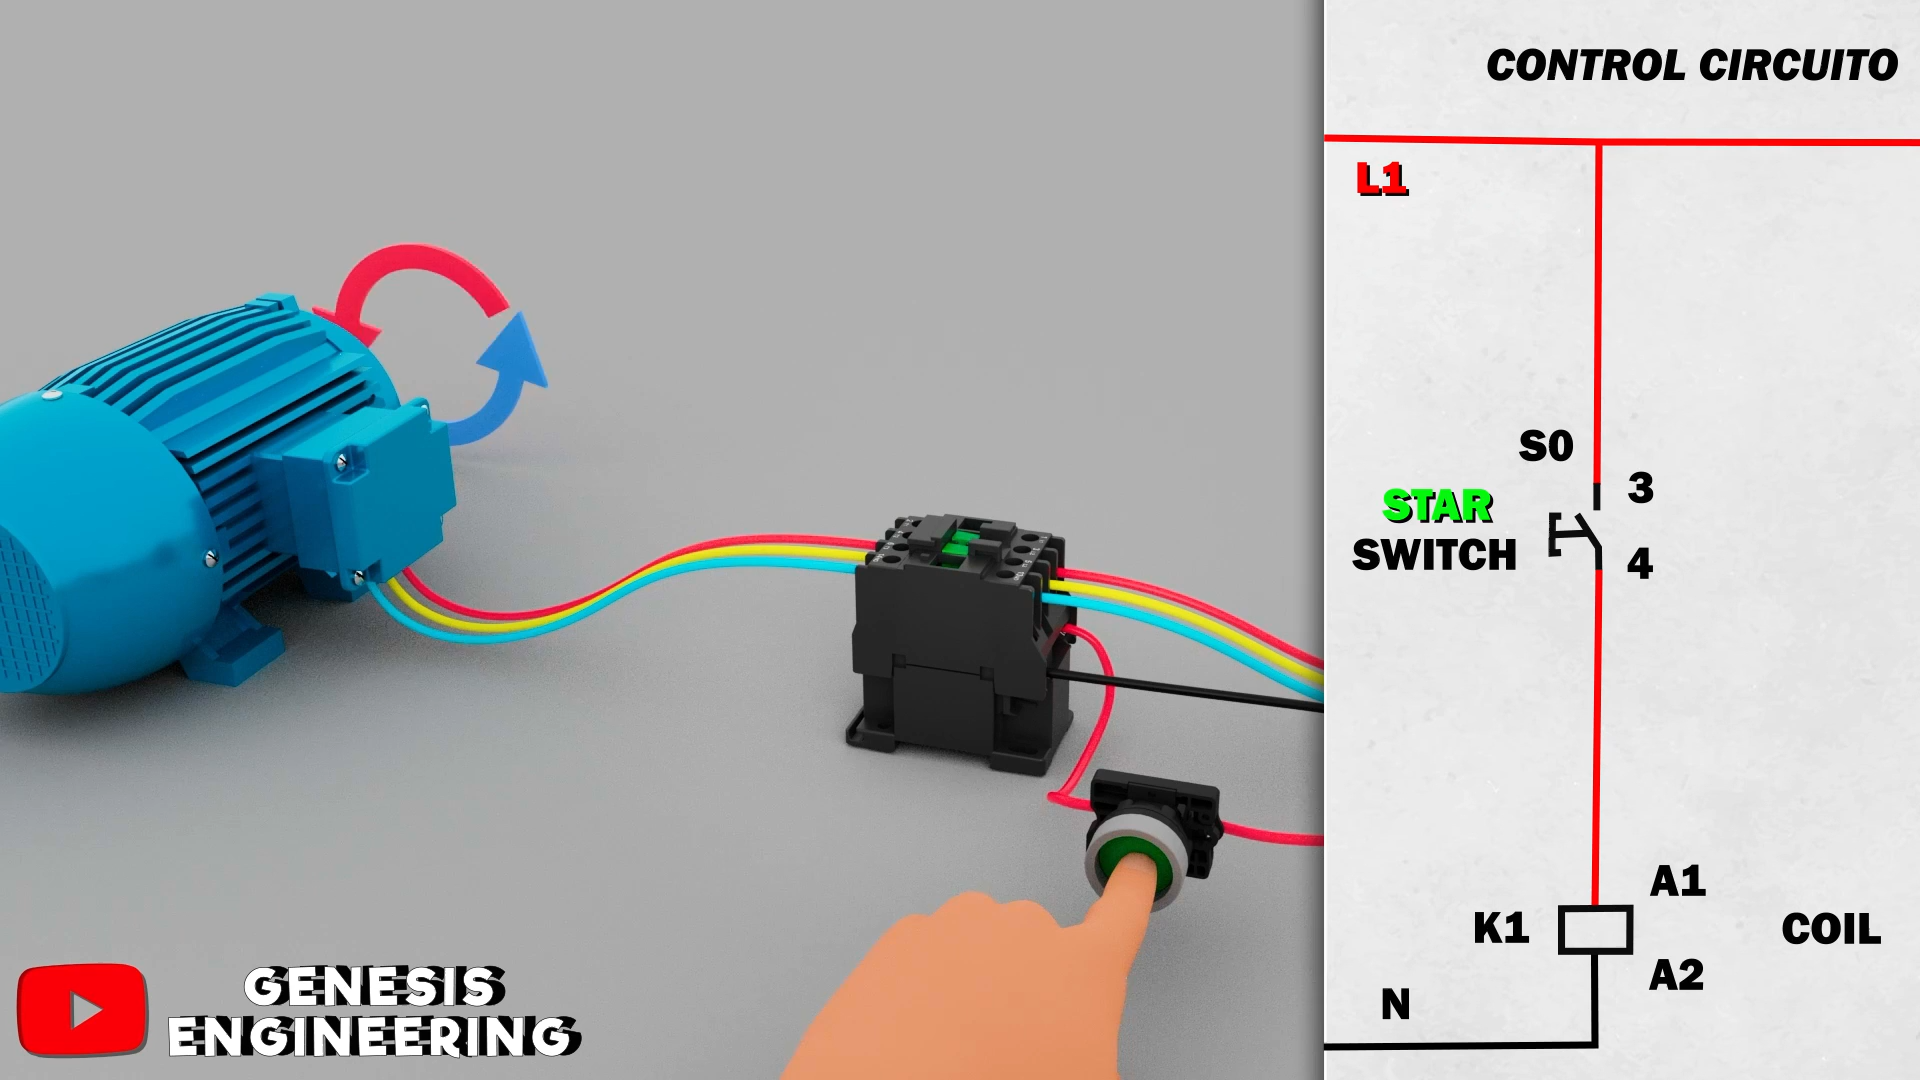 CONTROL CIRCUITO
L1
S0
3
STAR
SWITCH
4
A1
K1
COIL
A2
N
GENESIS
ENGINEERING